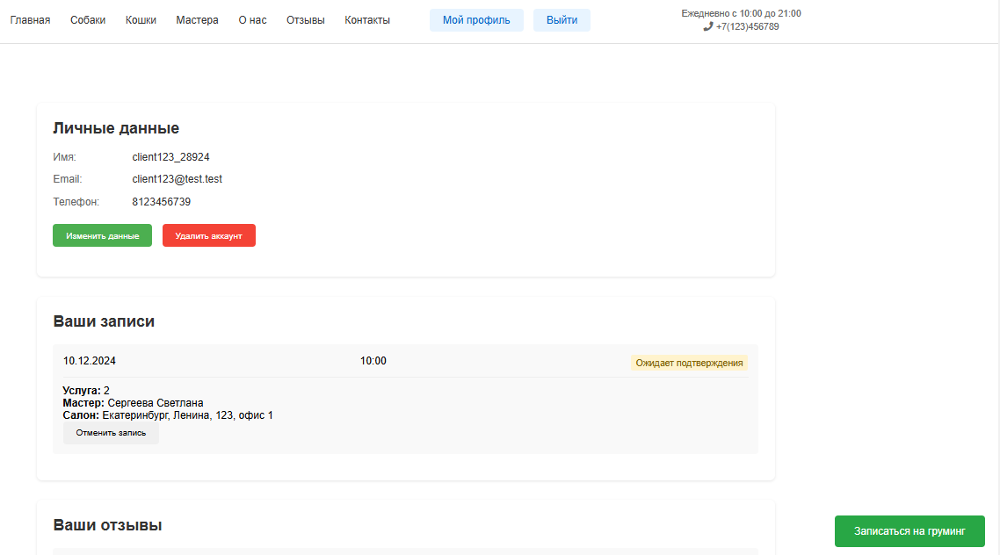 Главная Собаки Кошки Мастера О нас Отзывы Контакты Мой профиль Выйти Ежедневно с 10:00 до 21:00
+7(123)456789
Личные данные
Имя: client123_28924
Email: client123@test.test
Телефон: 8123456739
Изменить данные Удалить аккаунт
Ваши записи
10.12.2024 10:00 Ожидает подтверждения
Услуга: 2
Мастер: Сергеева Светлана
Салон: Екатеринбург, Ленина, 123, офис 1
Отменить запись
Ваши отзывы
Записаться на груминг